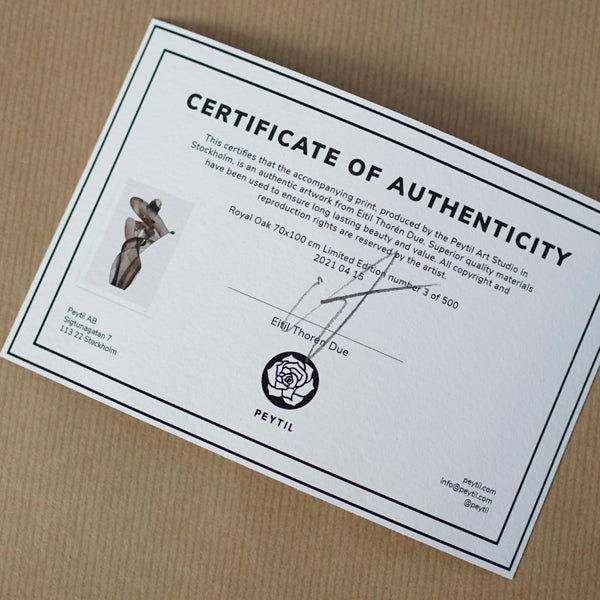 CERTIFICATE OF AUTHENTICITY
This certifies that the accompanying print, produced by the Peytil Art Studio in
Stockholm, is an authentic artwork from Eitil Thorén Due. Superior quality materials
have been used to ensure long lasting beauty and value. All copyright and
reproduction rights are reserved by the artist.
Royal Oak 70x100 cm Limited Edition number 3 of 500
2021 04 15
Eitil Thorén Due
PEYTIL
Peytil AB
Sigtunagatan 7
113 22 Stockholm
peytil.com
info@peytil.com
@peytil